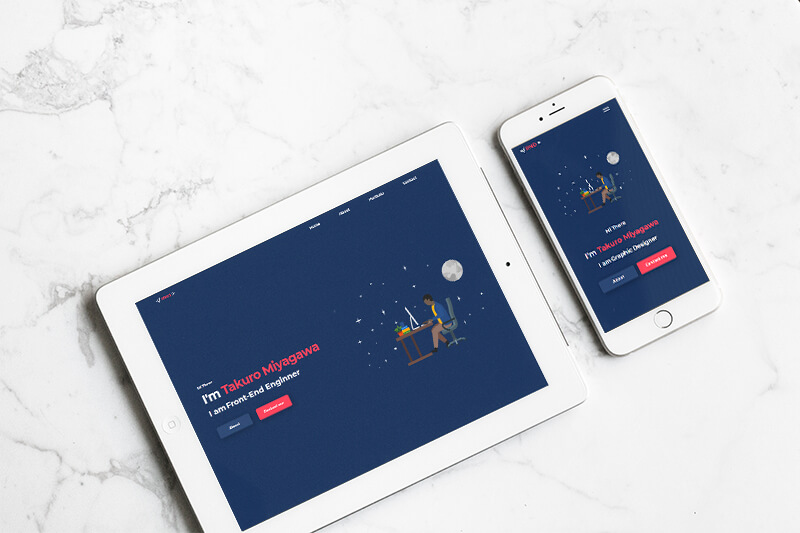 Home
About
Portfolio
Contact
Hi There
I'm Takuro Miyagawa
I am Front-End Enginner
About
Contact me
Hi There
I'm Takuro Miyagawa
I am Graphic Designer
About
Contact me